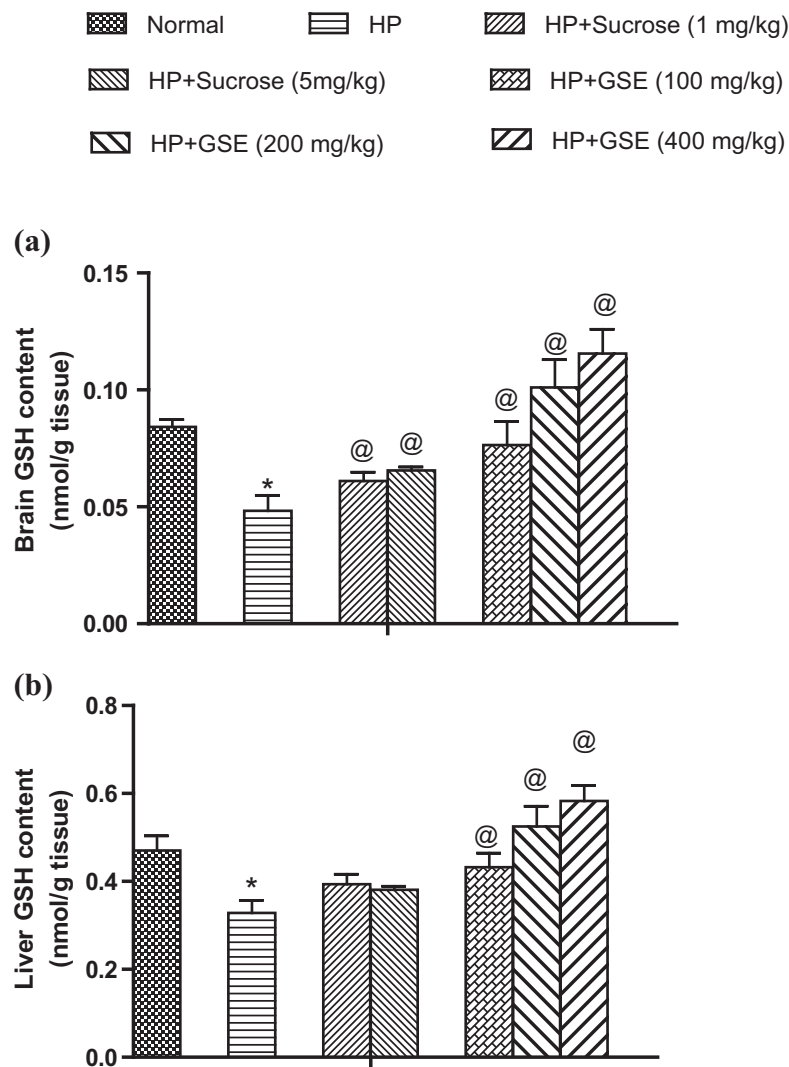 Normal HP HP+Sucrose (1 mg/kg)
HP+Sucrose (5mg/kg) HP+GSE (100 mg/kg)
HP+GSE (200 mg/kg) HP+GSE (400 mg/kg)
(a)
Brain GSH content
(nmol/g tissue)
0.15
0.10
0.05
0.00
*
@
@
@
@
@
(b)
Liver GSH content
(nmol/g tissue)
0.8
0.6
0.4
0.2
0.0
*
@
@
@